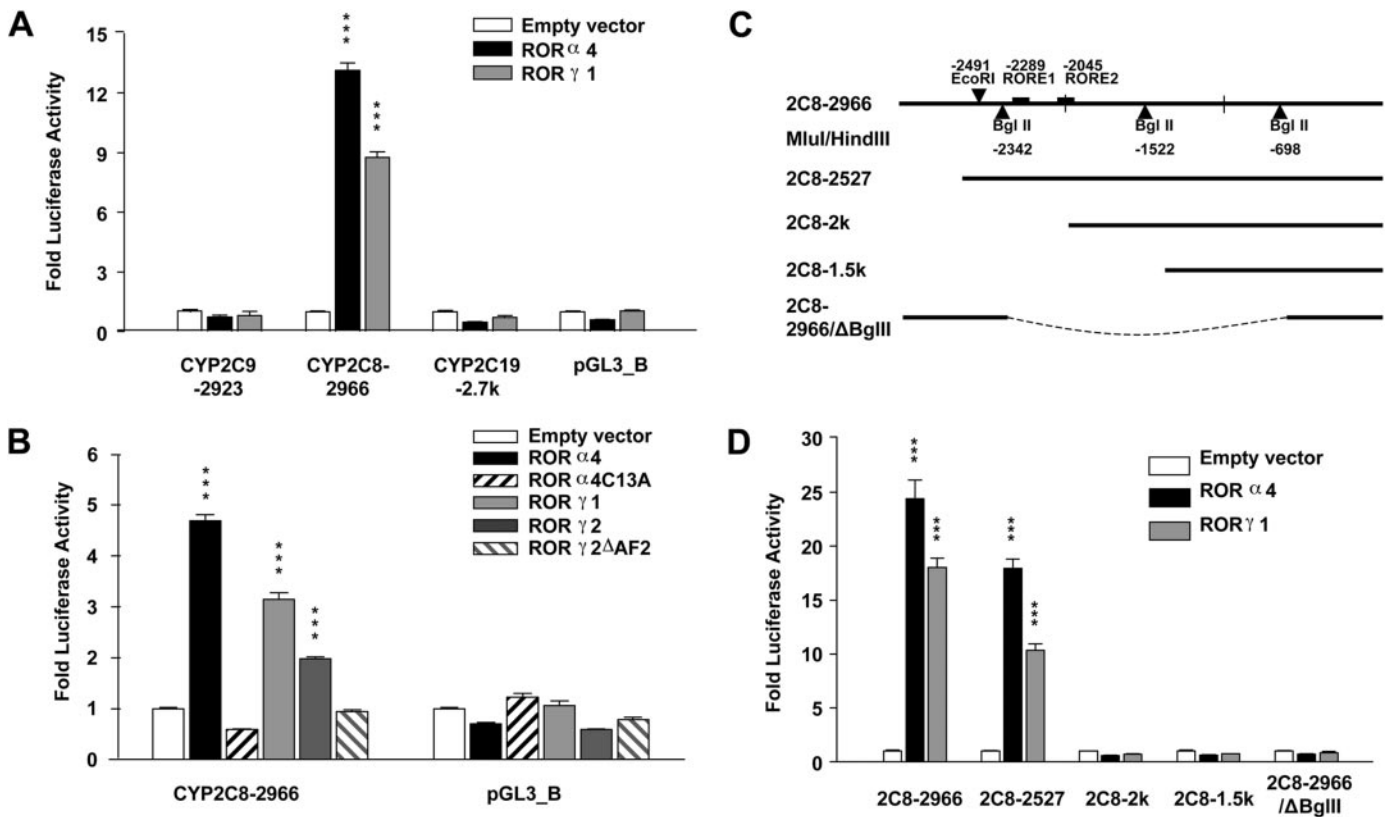 A
Fold Luciferase Activity
15
12
9
6
3
0
***
***
Empty vector
ROR α 4
ROR γ 1
CYP2C9
-2923
CYP2C8-
2966
CYP2C19
-2.7k
pGL3_B
B
Fold Luciferase Activity
6
5
4
3
2
1
0
***
***
***
Empty vector
ROR α4
ROR α4C13A
ROR γ 1
ROR γ 2
ROR γ 2ΔAF2
CYP2C8-2966
pGL3_B
C
-2491 -2289 -2045
EcoRI RORE1 RORE2
2C8-2966
MluI/HindIII
Bgl II Bgl II Bgl II
-2342 -1522 -698
2C8-2527
2C8-2k
2C8-1.5k
2C8-
2966/ΔBglII
D
Fold Luciferase Activity
30
25
20
15
10
5
0
***
***
***
***
Empty vector
ROR α 4
ROR γ 1
2C8-2966
2C8-2527
2C8-2k
2C8-1.5k
2C8-2966
/ΔBglII